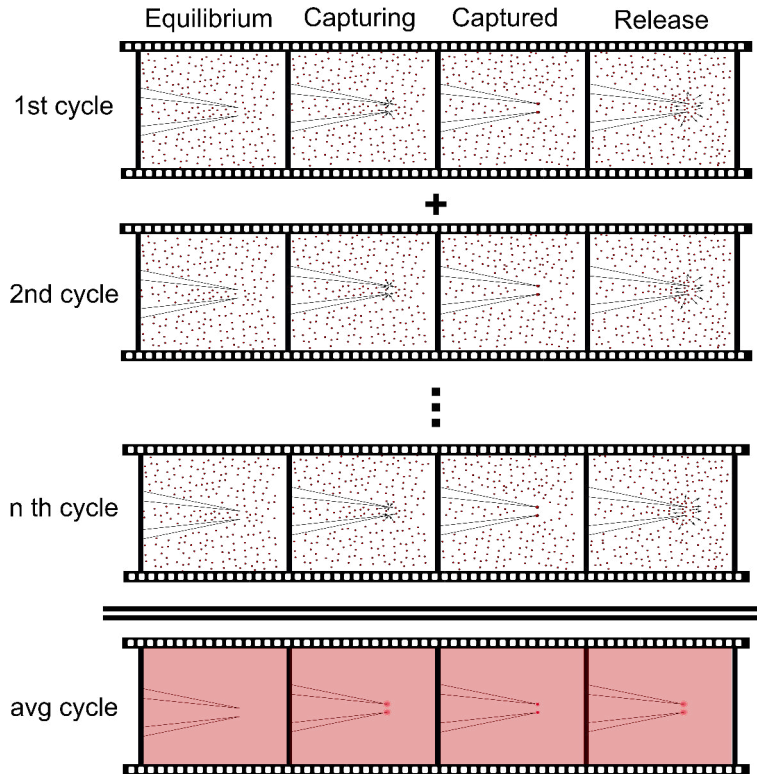 Equilibrium Capturing Captured Release
1st cycle
+
2nd cycle
n th cycle
avg cycle